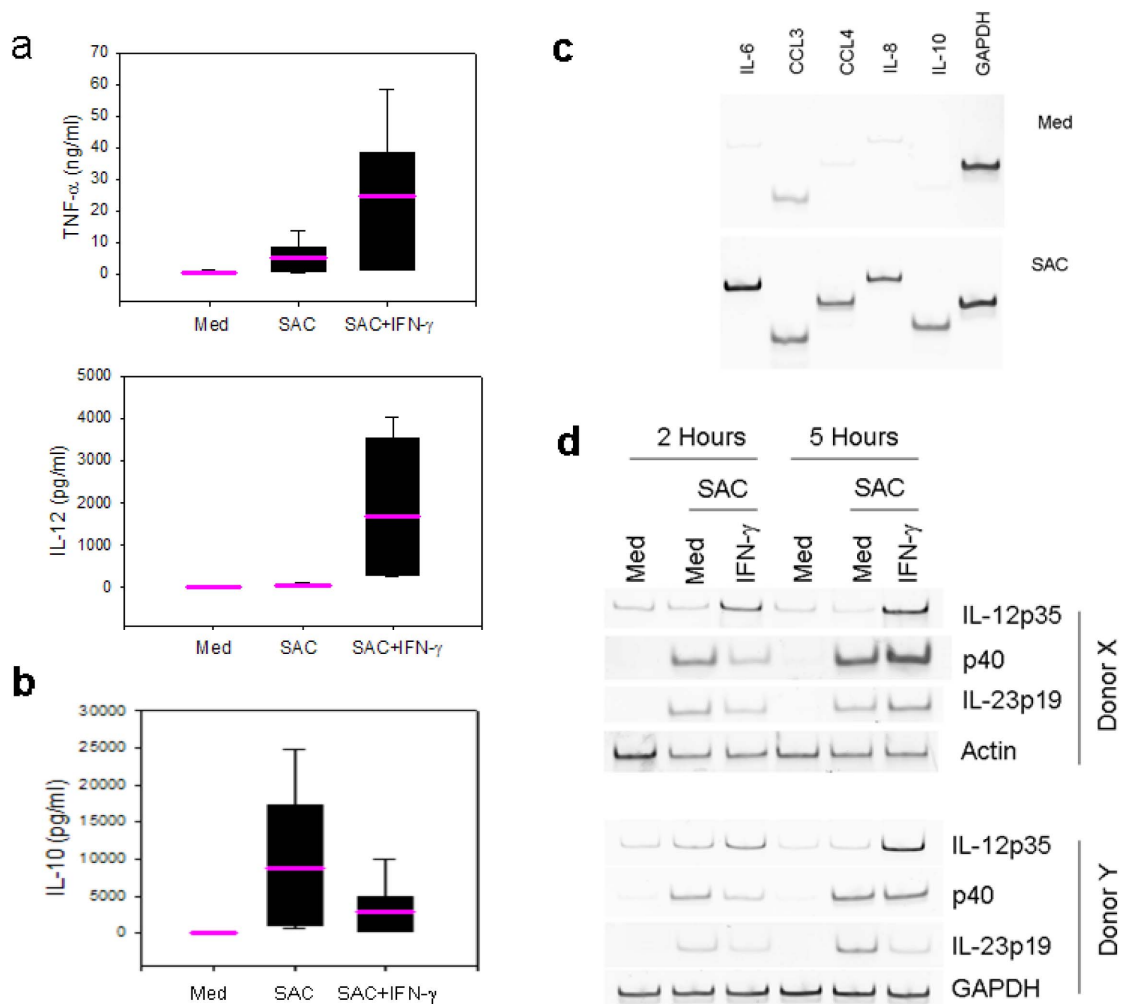 a
70
60
50
40
30
20
10
0
TNF-α (ng/ml)
Med SAC SAC+IFN-γ
5000
4000
3000
2000
1000
0
IL-12 (pg/ml)
Med SAC SAC+IFN-γ
b
30000
25000
20000
15000
10000
5000
0
IL-10 (pg/ml)
Med SAC SAC+IFN-γ
c
IL-6 CCL3 CCL4 IL-8 IL-10 GAPDH
Med
SAC
d
2 Hours 5 Hours
SAC SAC
Med Med IFN-γ Med Med IFN-γ
IL-12p35
p40
IL-23p19
Actin
Donor X
IL-12p35
p40
IL-23p19
GAPDH
Donor Y